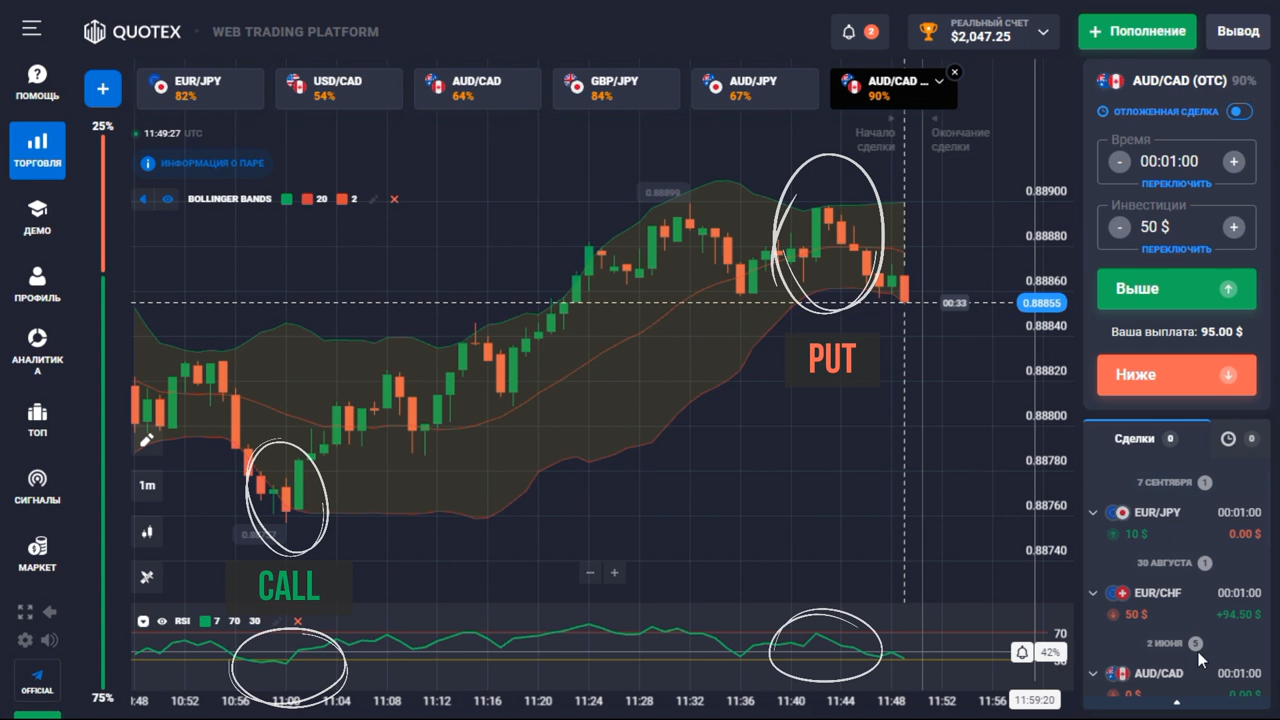 QUOTEX
WEB TRADING PLATFORM
2
РЕАЛЬНЫЙ СЧЕТ
$2,047.25
Пополнение
Вывод
ПОМОЩЬ
ТОРГОВЛЯ
ДЕМО
ПРОФИЛЬ
АНАЛИТИК
А
ТОП
СИГНАЛЫ
МАРКЕТ
OFFICIAL
25%
75%
EUR/JPY
82%
USD/CAD
54%
AUD/CAD
64%
GBP/JPY
84%
AUD/JPY
67%
AUD/CAD ...
90%
11:49:27 UTC
ИНФОРМАЦИЯ О ПАРЕ
BOLLINGER BANDS 20 2
Начало
сделки
Окончание
сделки
0.88899
0.88900
0.88880
0.88860
00:33
0.88855
0.88840
0.88820
0.88800
0.88780
0.88760
0.88740
PUT
CALL
1m
RSI 7 70 30
70
42%
10:52
10:56
11:00
11:04
11:08
11:12
11:16
11:20
11:24
11:28
11:32
11:36
11:40
11:44
11:48
11:52
11:56
11:59:20
AUD/CAD (OTC) 90%
ОТЛОЖЕННАЯ СДЕЛКА
Время
- 00:01:00 +
ПЕРЕКЛЮЧИТЬ
Инвестиции
- 50 $ +
ПЕРЕКЛЮЧИТЬ
Выше
Ваша выплата: 95.00 $
Ниже
Сделки 0
0
7 СЕНТЯБРЯ 1
EUR/JPY 00:01:00
10 $ 0.00 $
30 АВГУСТА 1
EUR/CHF 00:01:00
50 $ +94.50 $
2 ИЮНЯ 5
AUD/CAD 00:01:00